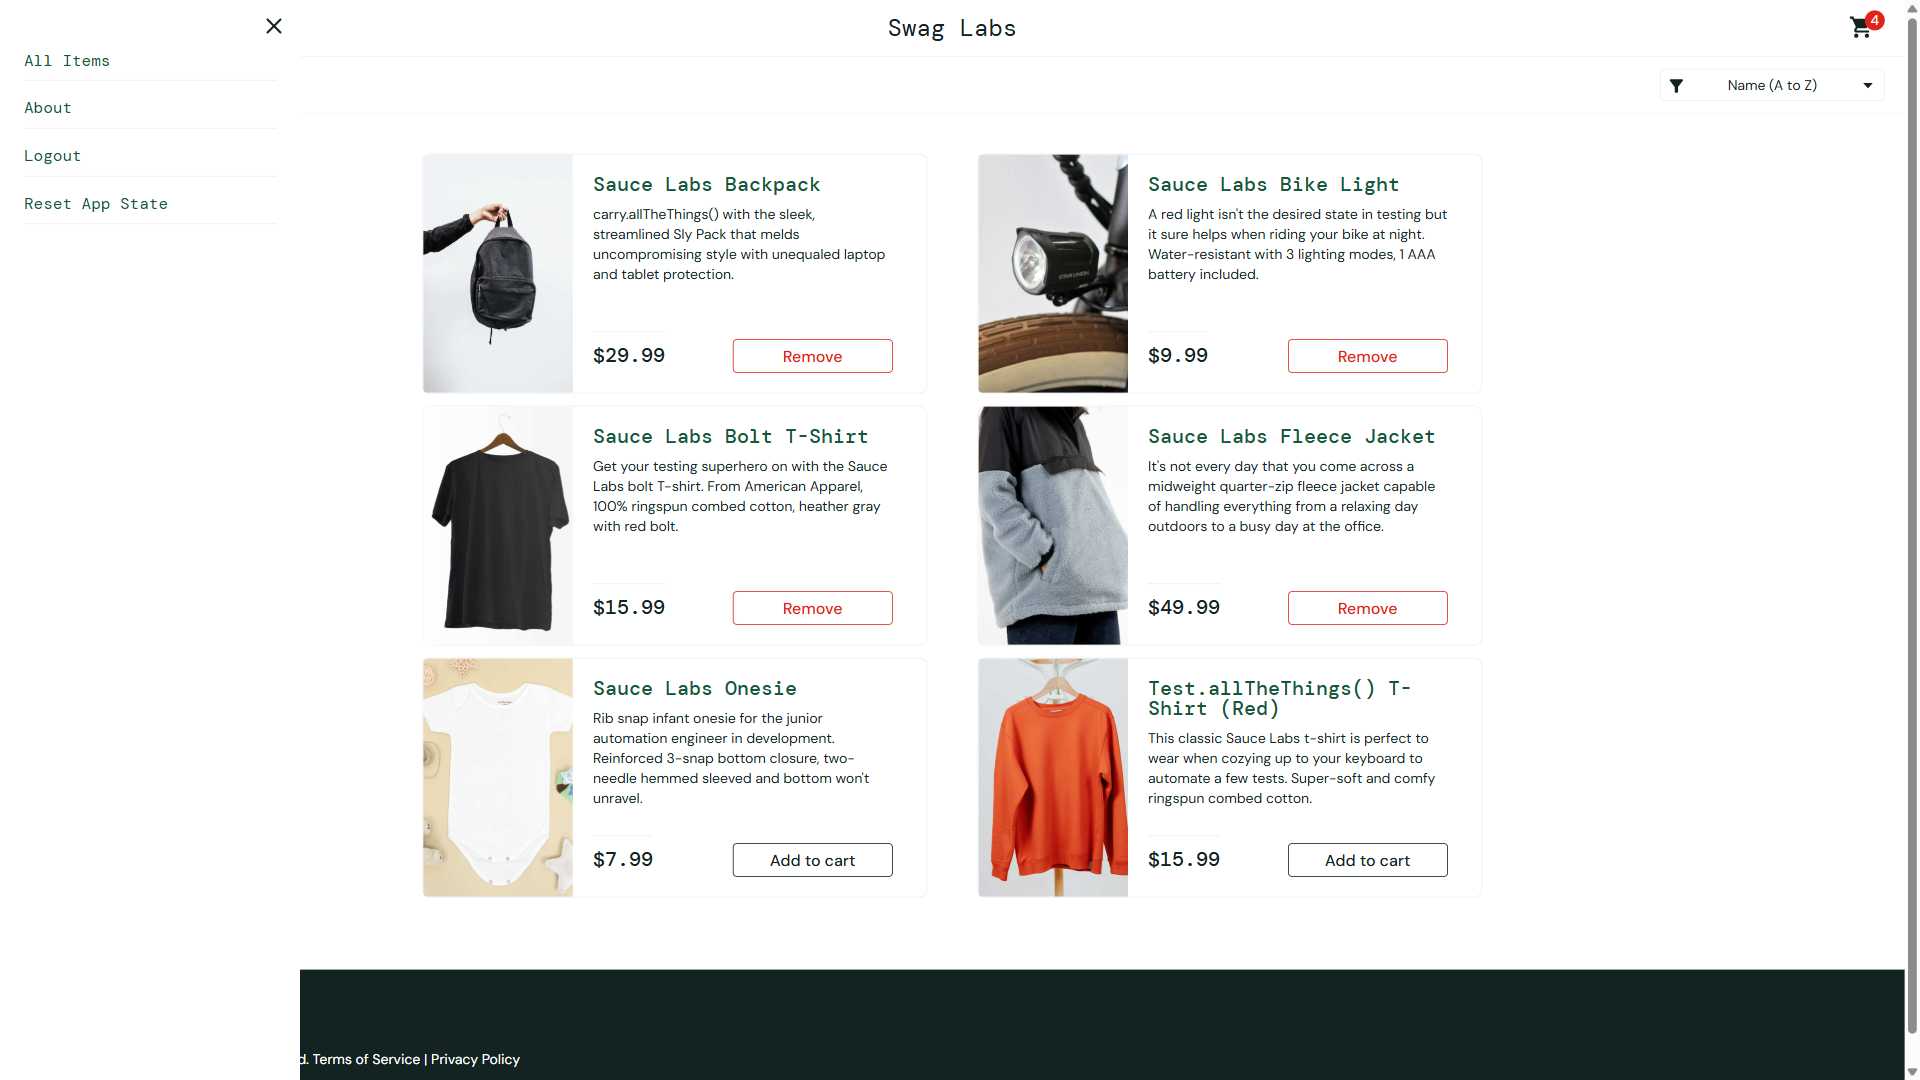 All Items
About
Logout
Reset App State
Swag Labs
4
Name (A to Z)
Sauce Labs Backpack
carry.allTheThings() with the sleek,
streamlined Sly Pack that melds
uncompromising style with unequaled laptop
and tablet protection.
$29.99
Remove
Sauce Labs Bike Light
A red light isn't the desired state in testing but
it sure helps when riding your bike at night.
Water-resistant with 3 lighting modes, 1 AAA
battery included.
$9.99
Remove
Sauce Labs Bolt T-Shirt
Get your testing superhero on with the Sauce
Labs bolt T-shirt. From American Apparel,
100% ringspun combed cotton, heather gray
with red bolt.
$15.99
Remove
Sauce Labs Fleece Jacket
It's not every day that you come across a
midweight quarter-zip fleece jacket capable
of handling everything from a relaxing day
outdoors to a busy day at the office.
$49.99
Remove
Sauce Labs Onesie
Rib snap infant onesie for the junior
automation engineer in development.
Reinforced 3-snap bottom closure, two-
needle hemmed sleeved and bottom won't
unravel.
$7.99
Add to cart
Test.allTheThings() T-
Shirt (Red)
This classic Sauce Labs t-shirt is perfect to
wear when cozying up to your keyboard to
automate a few tests. Super-soft and comfy
ringspun combed cotton.
$15.99
Add to cart
d. Terms of Service | Privacy Policy